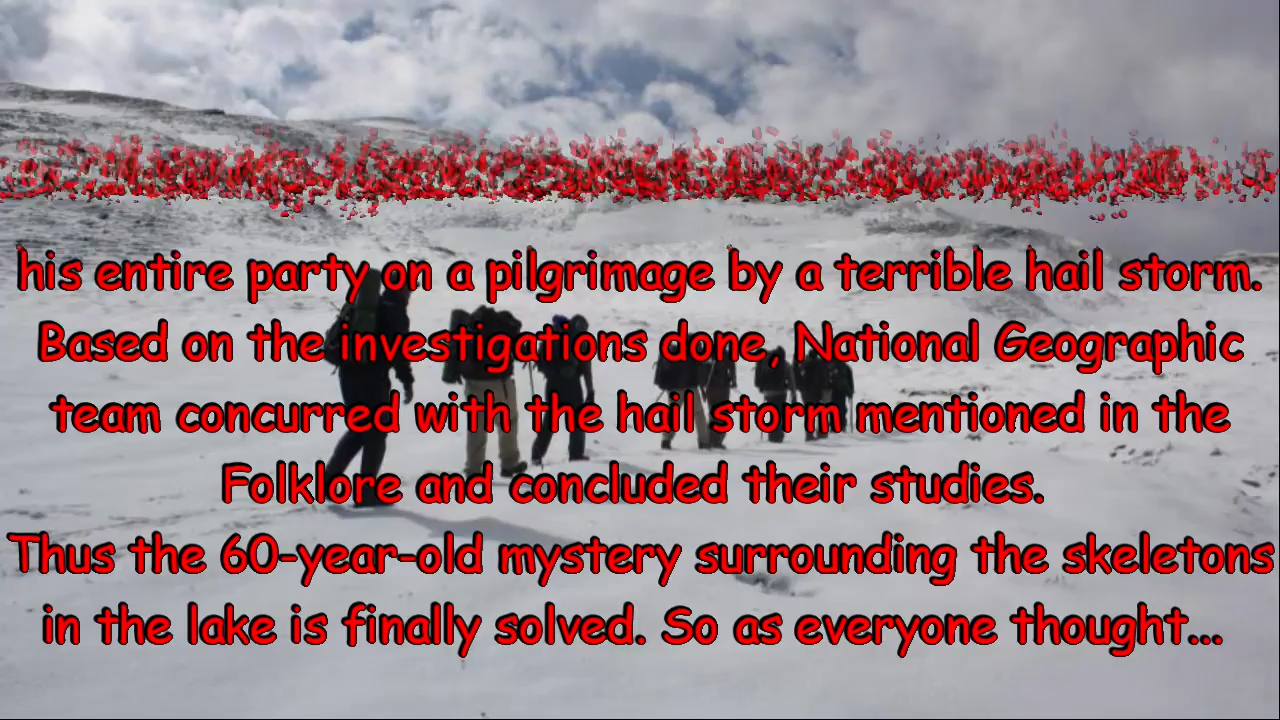 his entire party on a pilgrimage by a terrible hail storm.
Based on the investigations done, National Geographic
team concurred with the hail storm mentioned in the
Folklore and concluded their studies.
Thus the 60-year-old mystery surrounding the skeletons
in the lake is finally solved. So as everyone thought...